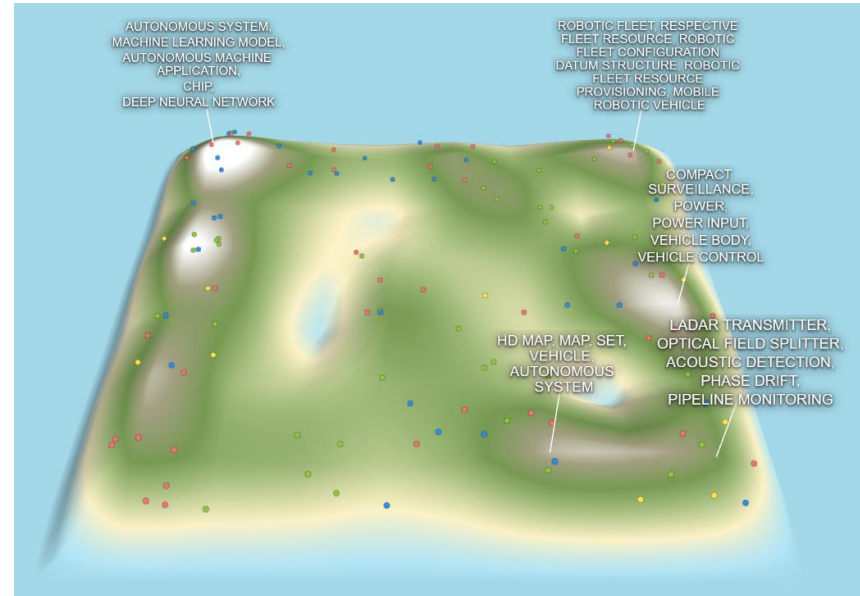 AUTONOMOUS SYSTEM,
MACHINE LEARNING MODEL,
AUTONOMOUS MACHINE
APPLICATION,
CHIP,
DEEP NEURAL NETWORK
ROBOTIC FLEET, RESPECTIVE
FLEET RESOURCE, ROBOTIC
FLEET CONFIGURATION
DATUM STRUCTURE, ROBOTIC
FLEET RESOURCE
PROVISIONING, MOBILE
ROBOTIC VEHICLE
COMPACT
SURVEILLANCE,
POWER,
POWER INPUT,
VEHICLE BODY,
VEHICLE CONTROL
HD MAP, MAP, SET,
VEHICLE,
AUTONOMOUS
SYSTEM
LADAR TRANSMITTER,
OPTICAL FIELD SPLITTER,
ACOUSTIC DETECTION,
PHASE DRIFT,
PIPELINE MONITORING